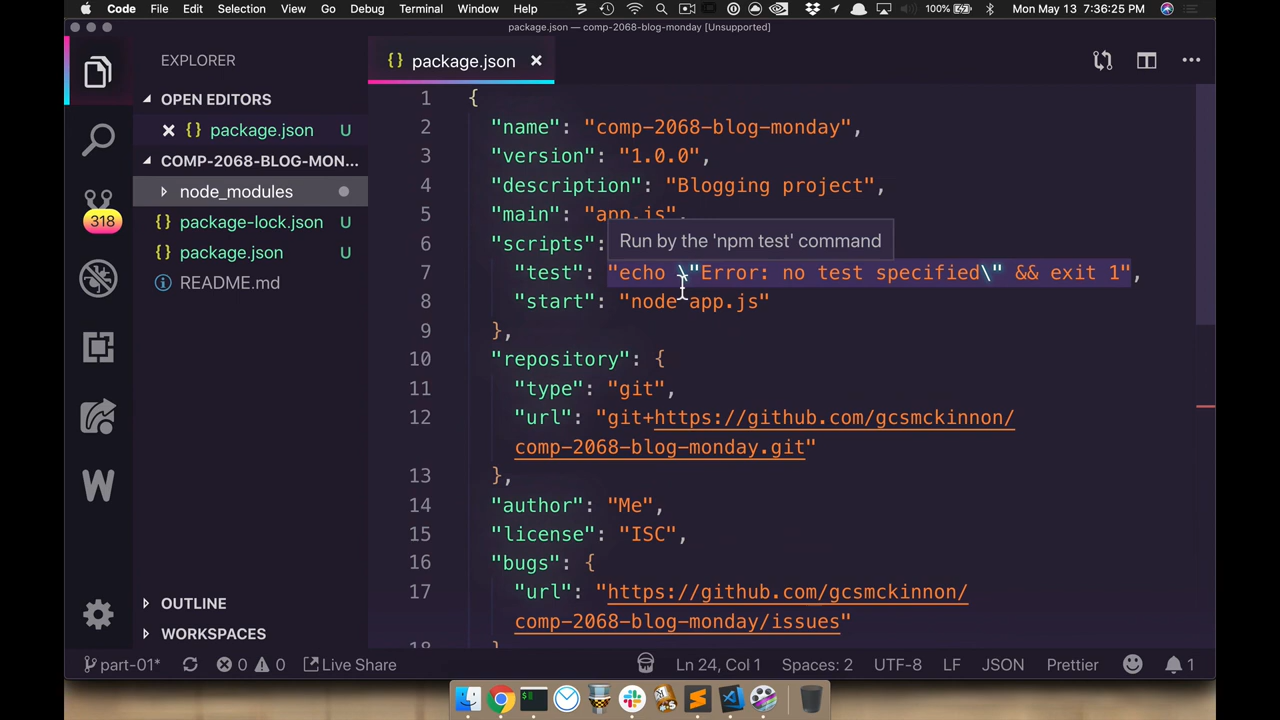 Code File Edit Selection View Go Debug Terminal Window Help 100% Mon May 13 7:36:25 PM
package.json — comp-2068-blog-monday [Unsupported]
EXPLORER
OPEN EDITORS
package.json U
COMP-2068-BLOG-MON...
node_modules
package-lock.json U
package.json U
README.md
318
OUTLINE
WORKSPACES
{} package.json
1 {
2 "name": "comp-2068-blog-monday",
3 "version": "1.0.0",
4 "description": "Blogging project",
5 "main": "app.js",
Run by the 'npm test' command
6 "scripts":
7 "test": "echo \"Error: no test specified\" && exit 1",
8 "start": "node app.js"
9 },
10 "repository": {
11 "type": "git",
12 "url": "git+https://github.com/gcsmckinnon/
comp-2068-blog-monday.git"
13 },
14 "author": "Me",
15 "license": "ISC",
16 "bugs": {
17 "url": "https://github.com/gcsmckinnon/
comp-2068-blog-monday/issues"
18 }
part-01* 0 0 Live Share Ln 24, Col 1 Spaces: 2 UTF-8 LF JSON Prettier 1